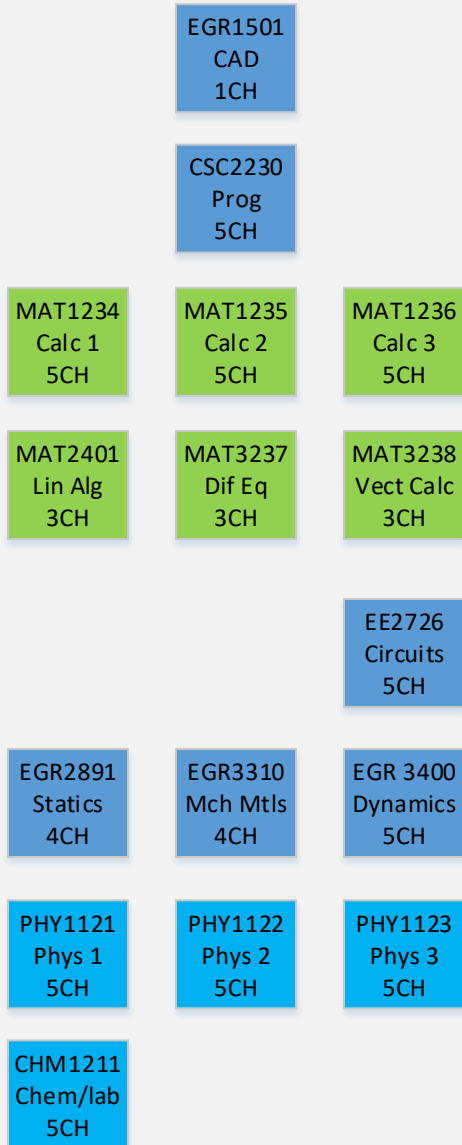 EGR1501
CAD
1CH
CSC2230
Prog
5CH
MAT1234
Calc 1
5CH
MAT1235
Calc 2
5CH
MAT1236
Calc 3
5CH
MAT2401
Lin Alg
3CH
MAT3237
Dif Eq
3CH
MAT3238
Vect Calc
3CH
EE2726
Circuits
5CH
EGR2891
Statics
4CH
EGR3310
Mch Mtls
4CH
EGR 3400
Dynamics
5CH
PHY1121
Phys 1
5CH
PHY1122
Phys 2
5CH
PHY1123
Phys 3
5CH
CHM1211
Chem/lab
5CH